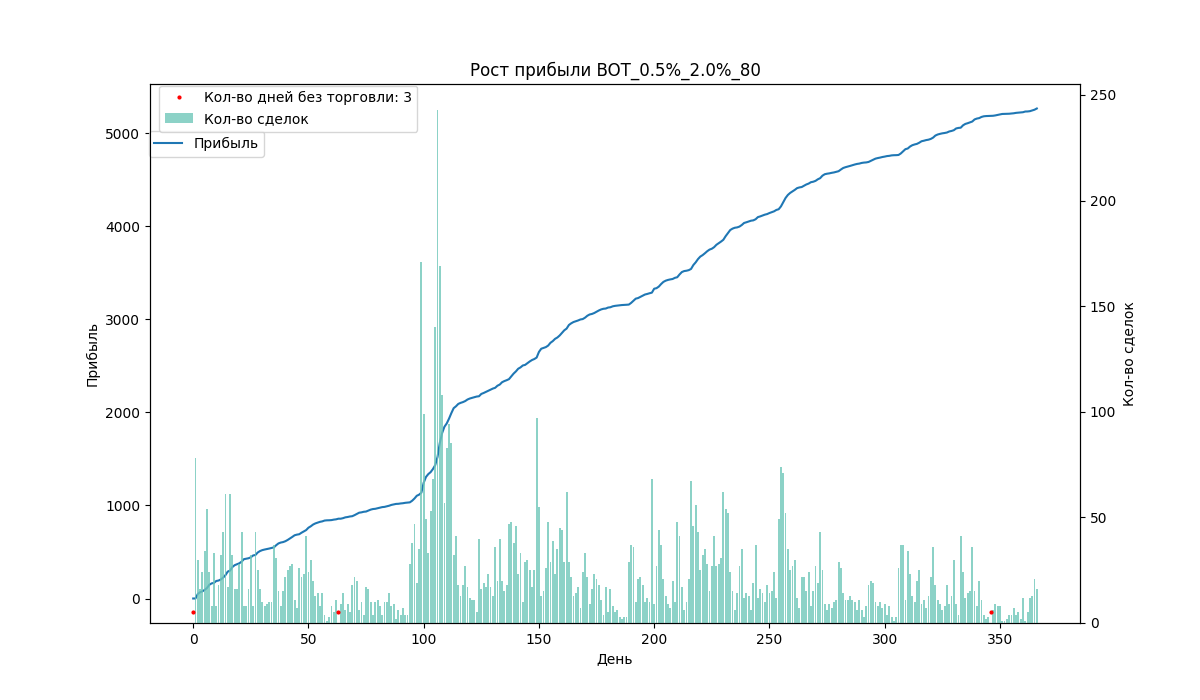 Рост прибыли BOT_0.5%_2.0%_80
Кол-во дней без торговли: 3
Кол-во сделок
Прибыль
5000
4000
3000
2000
1000
0
Прибыль
250
200
150
100
50
0
Кол-во сделок
0 50 100 150 200 250 300 350
День